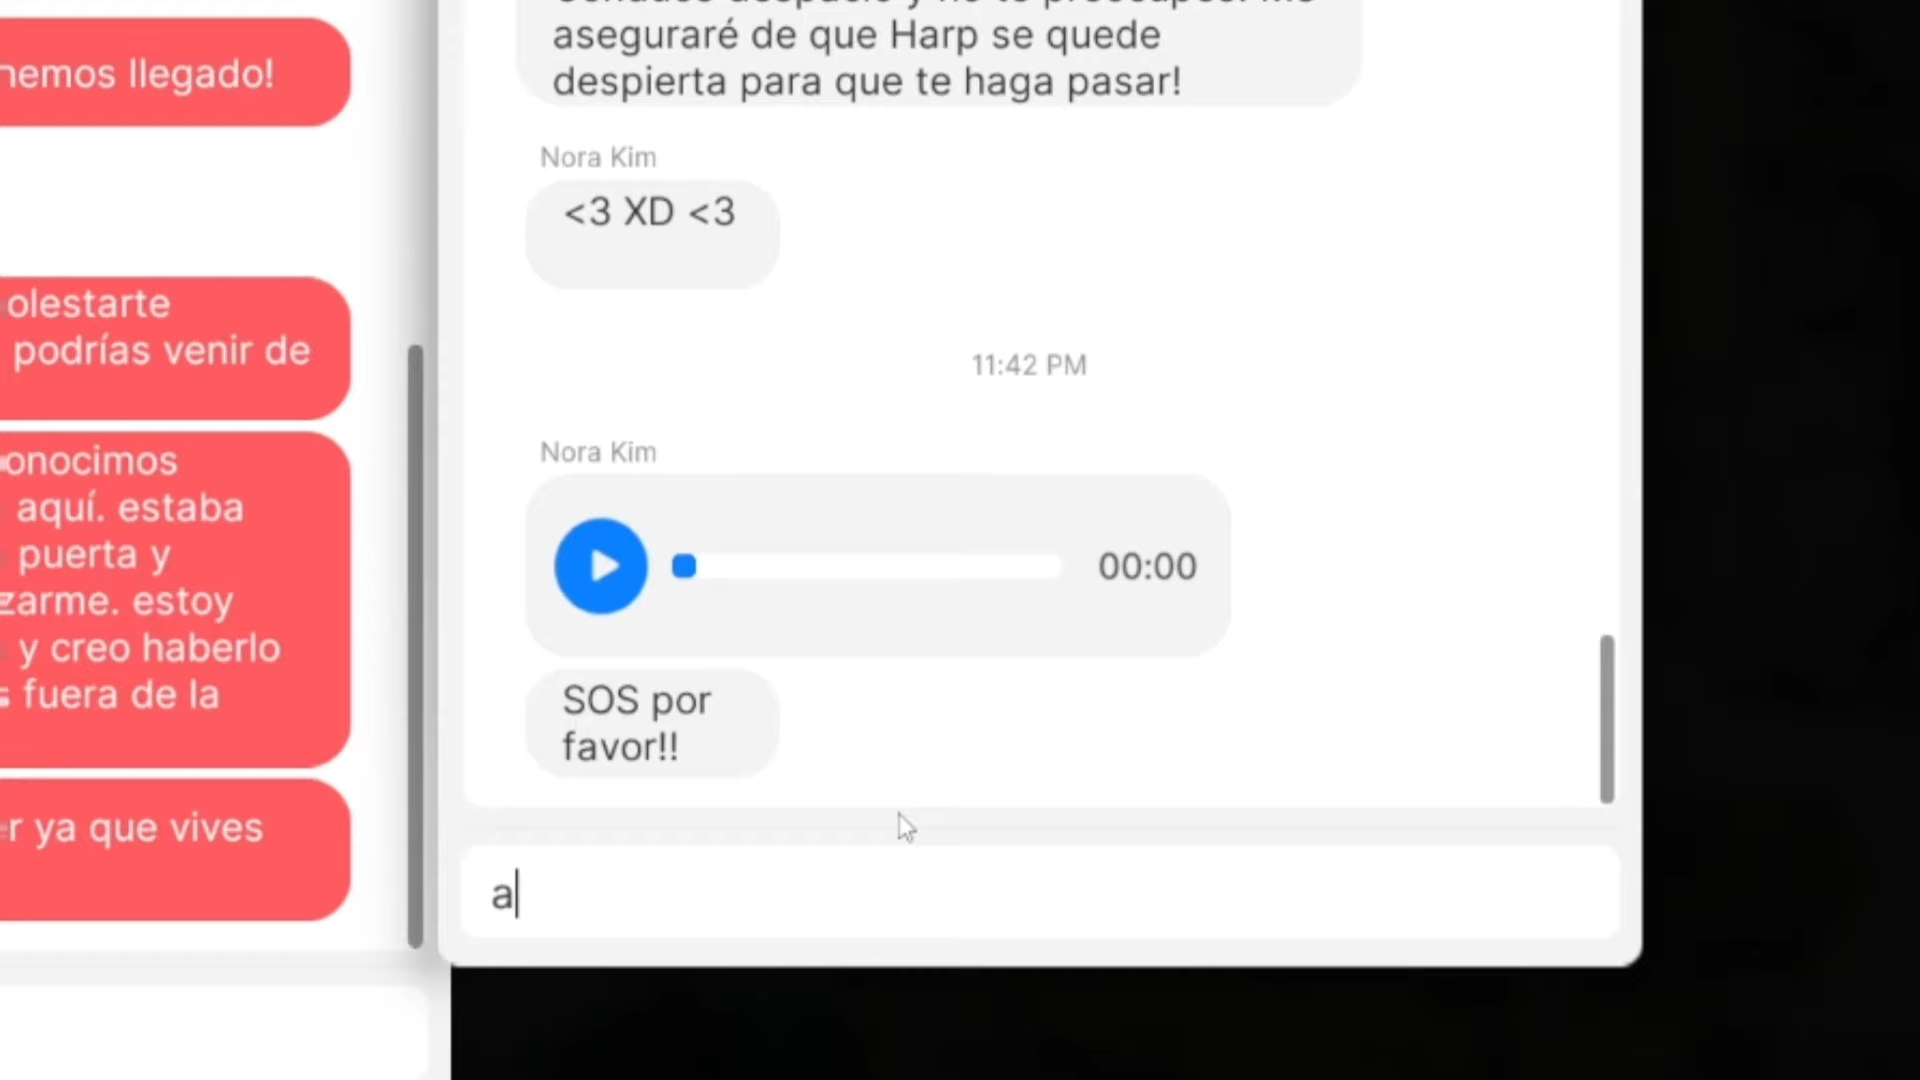 hemos llegado!
olestarte
podrías venir de
onocimos
aquí. estaba
puerta y
zarme. estoy
y creo haberlo
fuera de la
r ya que vives
aseguraré de que Harp se quede
despierta para que te haga pasar!
Nora Kim
<3 XD <3
11:42 PM
Nora Kim
00:00
SOS por
favor!!
a